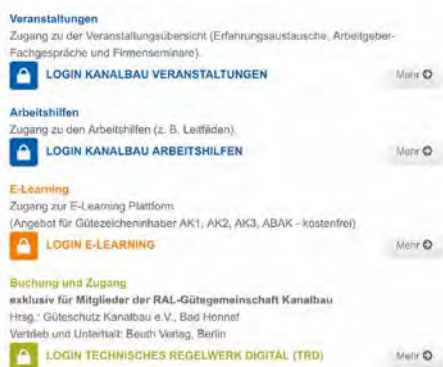 Veranstaltungen
Zugang zu der Veranstaltungsübersicht (Erfahrungsaustausche, Arbeitgeber-
Fachgespräche und Firmenseminare).
LOGIN KANALBAU VERANSTALTUNGEN Mehr
Arbeitshilfen
Zugang zu den Arbeitshilfen (z. B. Leitfäden).
LOGIN KANALBAU ARBEITSHILFEN Mehr
E-Learning
Zugang zur E-Learning Plattform
(Angebot für Gütezeicheninhaber AK1, AK2, AK3, ABAK - kostenfrei)
LOGIN E-LEARNING Mehr
Buchung und Zugang
exklusiv für Mitglieder der RAL-Gütegemeinschaft Kanalbau
Hrsg.: Güteschutz Kanalbau e.V., Bad Honnef
Vertrieb und Unterhalt: Beuth Verlag, Berlin
LOGIN TECHNISCHES REGELWERK DIGITAL (TRD) Mehr